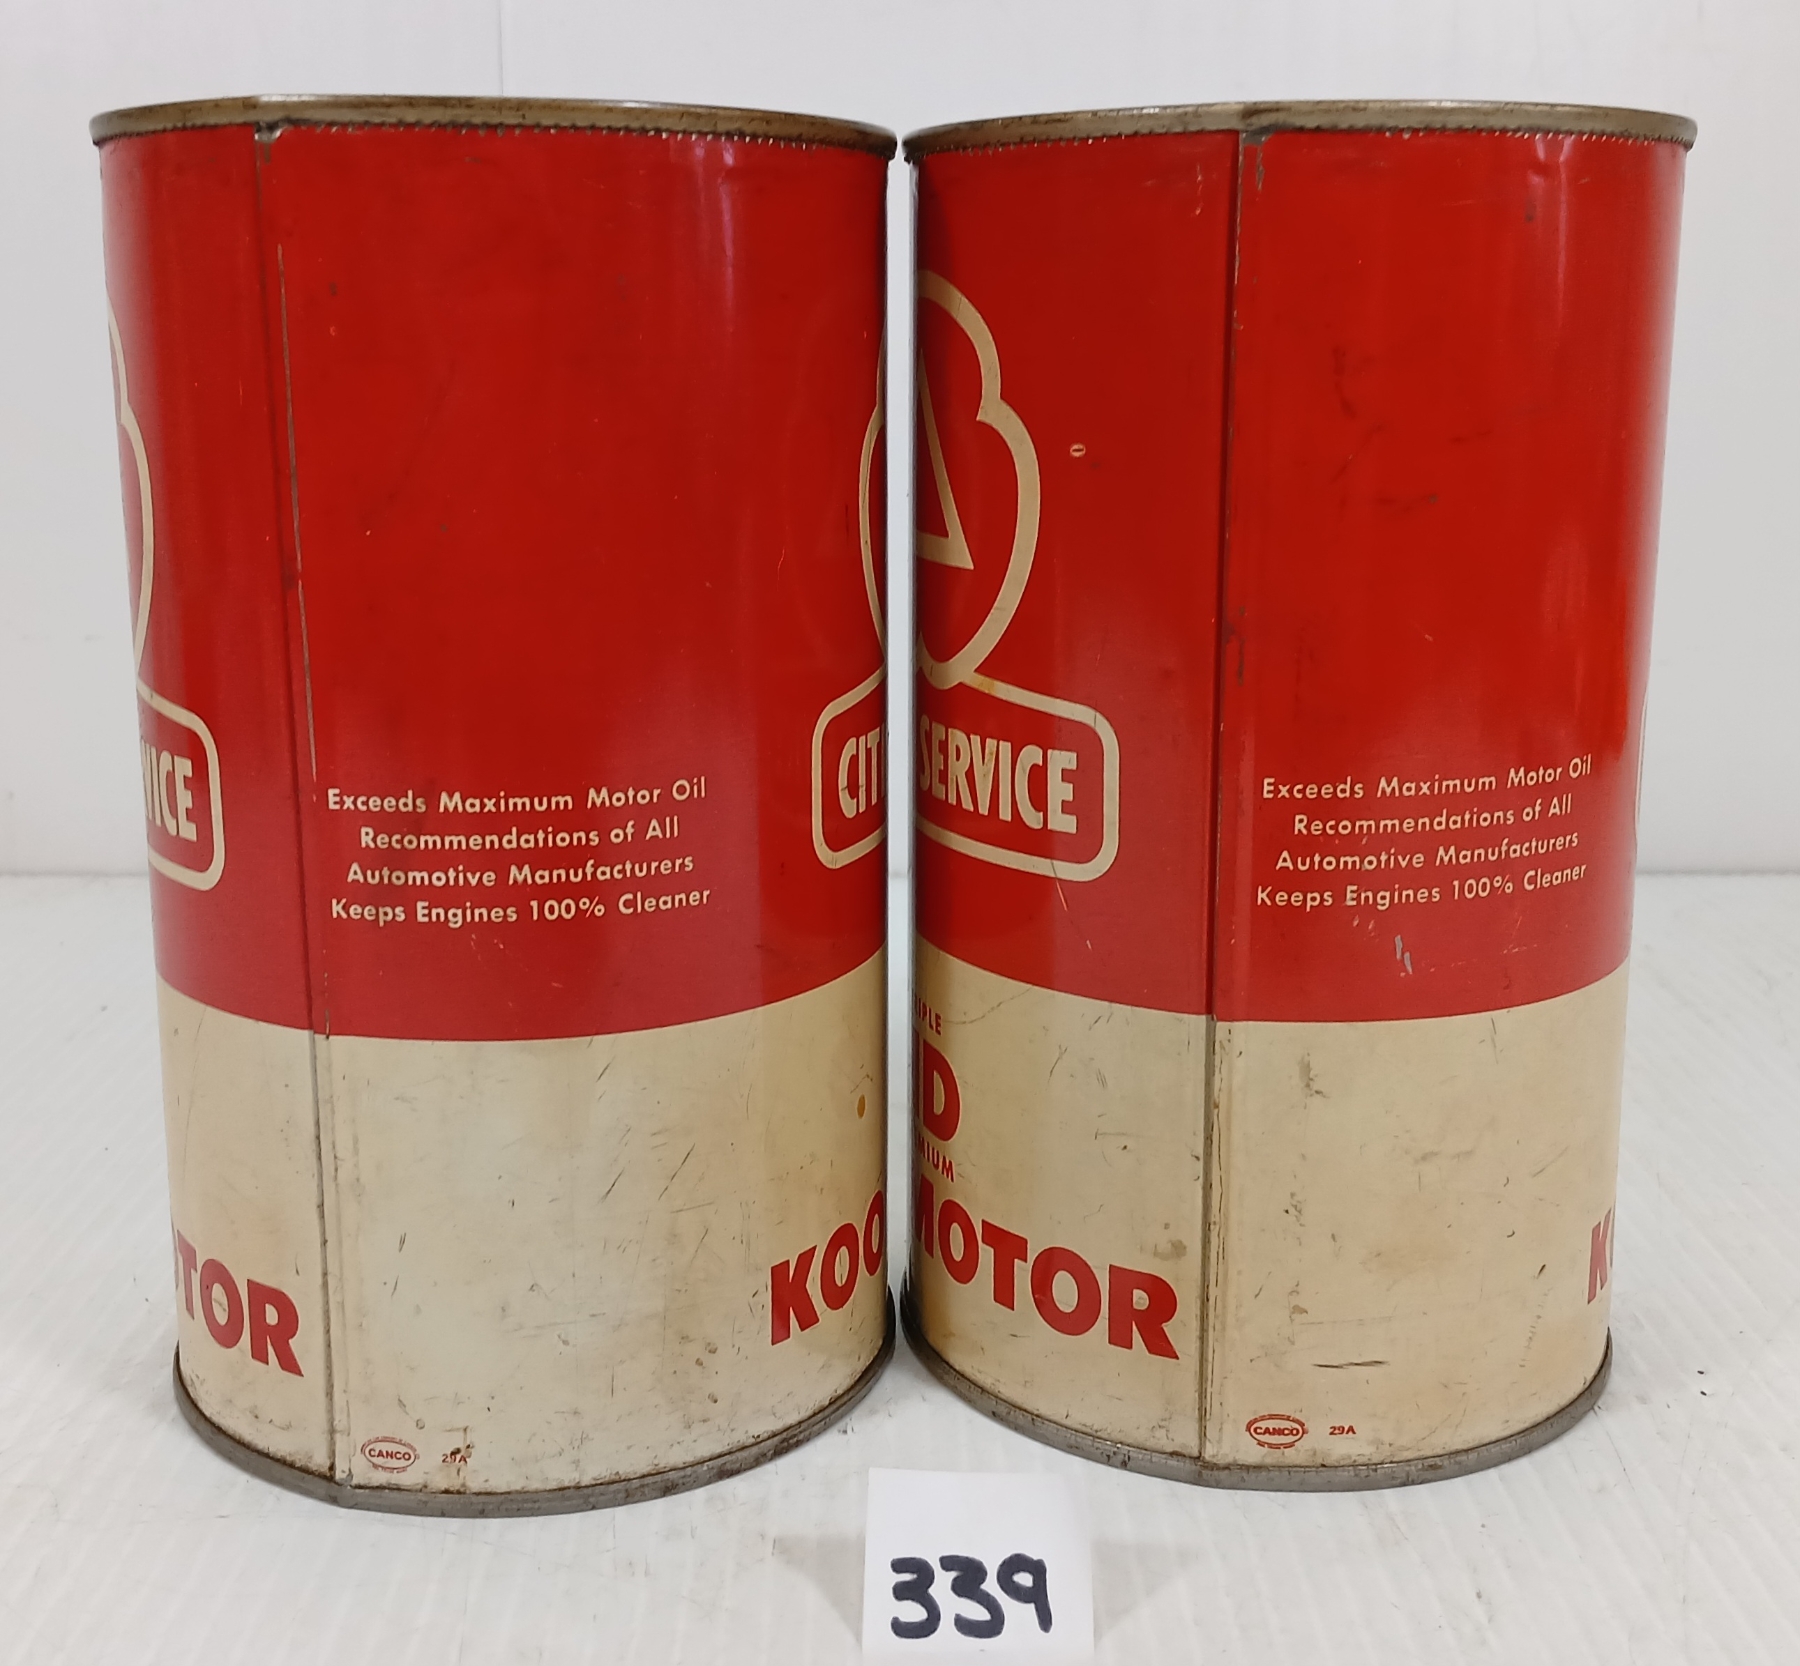 VICE
Exceeds Maximum Motor Oil
Recommendations of All
Automotive Manufacturers
Keeps Engines 100% Cleaner
TOR
CANCO
29A
CIT
KOO
SERVICE
IPLE
D
MIUM
MOTOR
Exceeds Maximum Motor Oil
Recommendations of All
Automotive Manufacturers
Keeps Engines 100% Cleaner
K
CANCO
29A
339